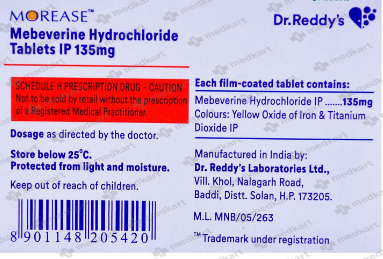 MOREASE™
Mebeverine Hydrochloride
Tablets IP 135mg
SCHEDULE H PRESCRIPTION DRUG - CAUTION
Not to be sold by retail without the prescription
of a Registered Medical Practitioner.
Dosage as directed by the doctor.
Store below 25°C.
Protected from light and moisture.
Keep out of reach of children.
8 901148 205420
Dr.Reddy's
Each film-coated tablet contains:
Mebeverine Hydrochloride IP ......135mg
Colours: Yellow Oxide of Iron & Titanium
Dioxide IP
Manufactured in India by:
Dr. Reddy's Laboratories Ltd.,
Vill. Khol, Nalagarh Road,
Baddi, Distt. Solan, H.P. 173205.
M.L. MNB/05/263
™Trademark under registration
medkart